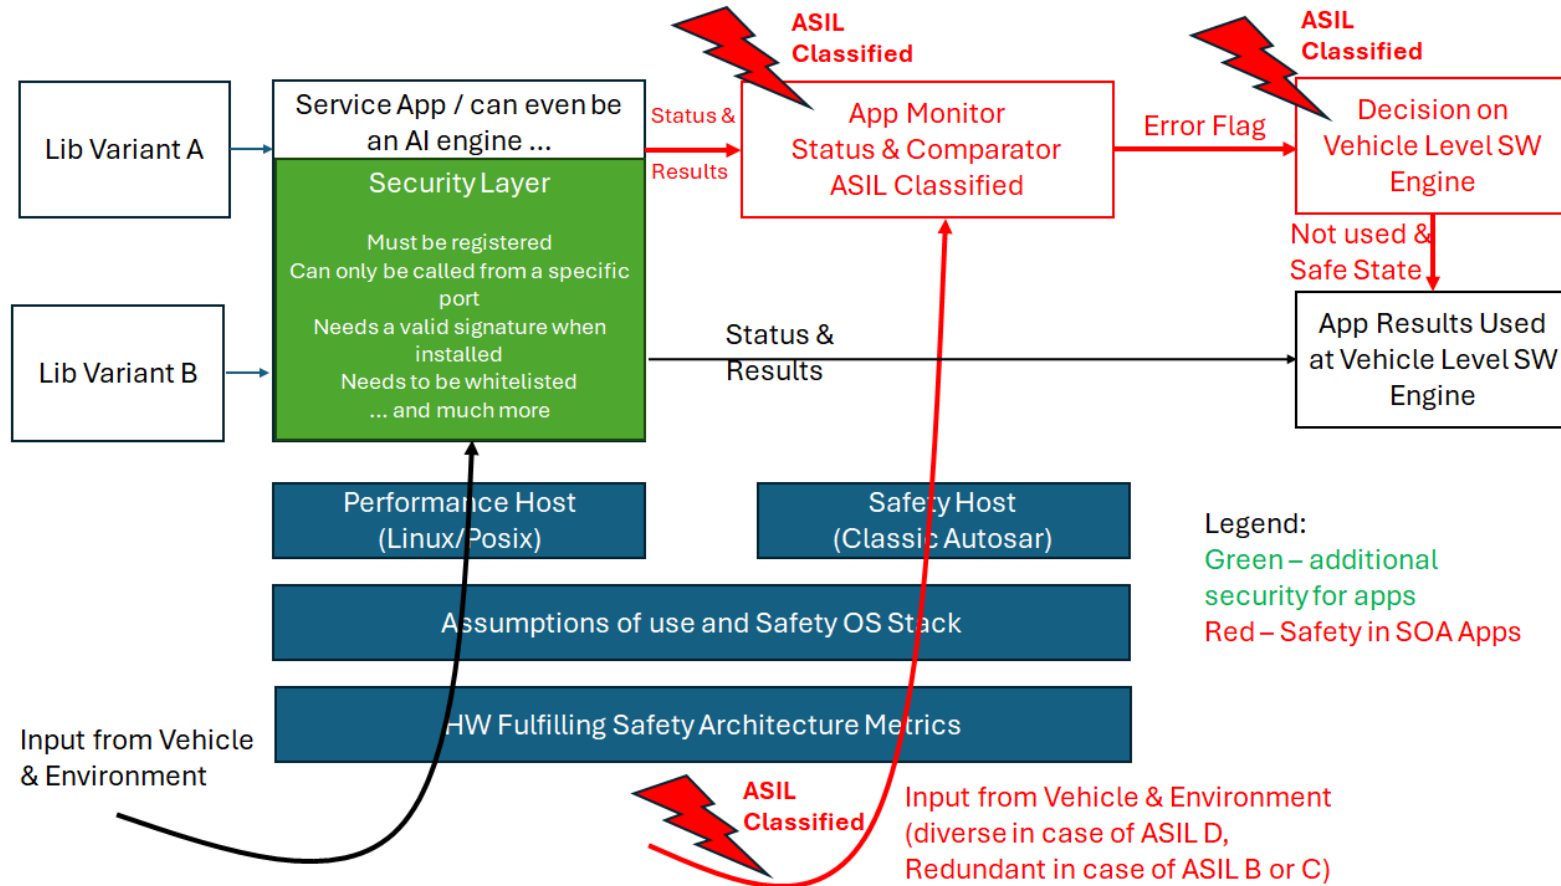 ASIL
Classified
ASIL
Classified
Lib Variant A
Service App / can even be
an AI engine ...
Status &
Results
App Monitor
Status & Comparator
ASIL Classified
Error Flag
Decision on
Vehicle Level SW
Engine
Security Layer
Must be registered
Can only be called from a specific
port
Needs a valid signature when
installed
Needs to be whitelisted
... and much more
Not used &
Safe State
Lib Variant B
Status &
Results
App Results Used
at Vehicle Level SW
Engine
Performance Host
(Linux/Posix)
Safety Host
(Classic Autosar)
Legend:
Green – additional
security for apps
Red – Safety in SOA Apps
Assumptions of use and Safety OS Stack
HW Fulfilling Safety Architecture Metrics
Input from Vehicle
& Environment
ASIL
Classified
Input from Vehicle & Environment
(diverse in case of ASIL D,
Redundant in case of ASIL B or C)